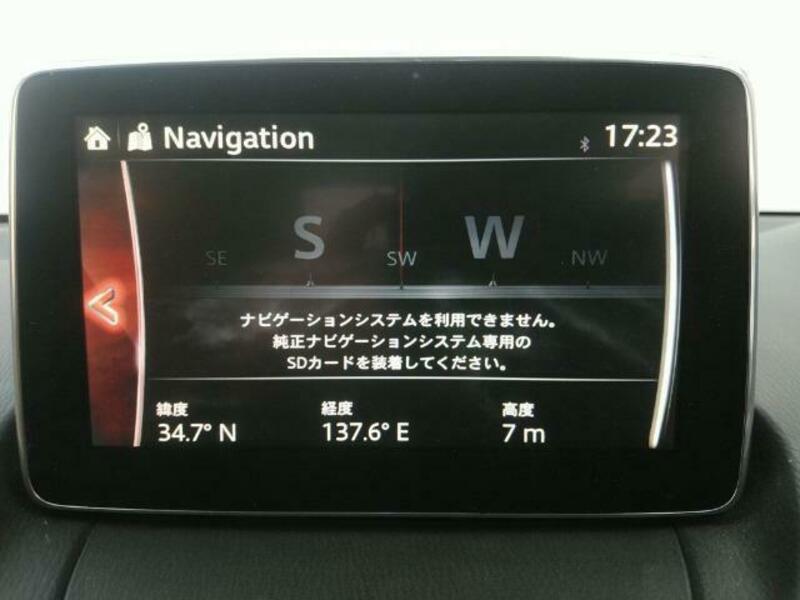 Navigation
17:23
S W
SE SW NW
ナビゲーションシステムを利用できません。
純正ナビゲーションシステム専用の
SDカードを装着してください。
緯度 経度 高度
34.7° N 137.6° E 7 m